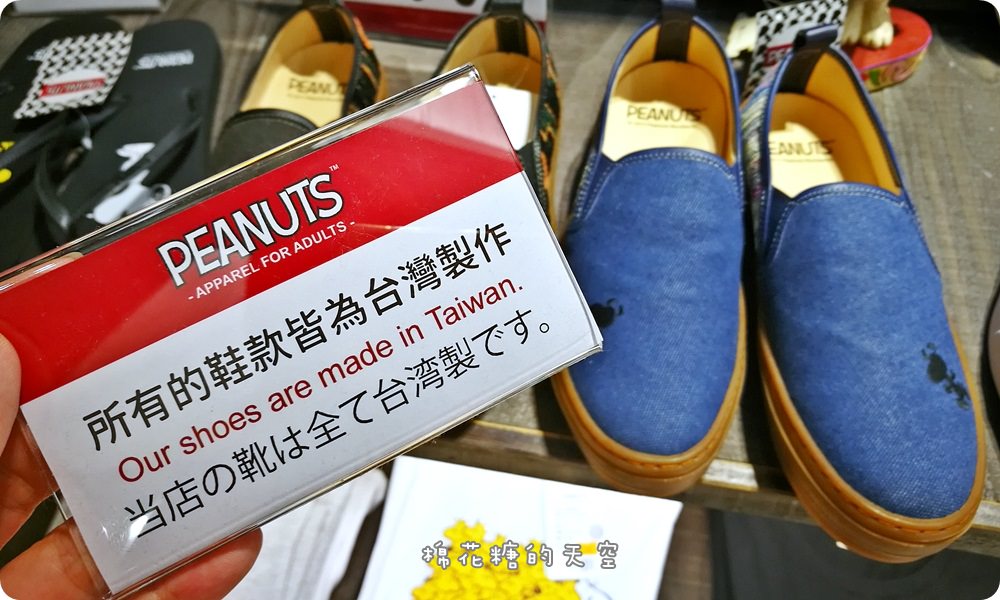 PEANUTS™
- APPAREL FOR ADULTS -
所有的鞋款皆為台灣製作
Our shoes are made in Taiwan.
当店の靴は全て台湾製です。
PEANUTS
PEANUTS
PEANUTS
棉花糖的天空